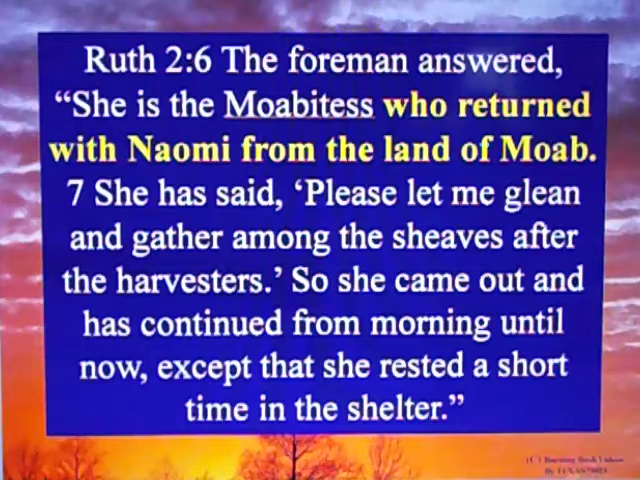 Ruth 2:6 The foreman answered,
“She is the Moabitess who returned
with Naomi from the land of Moab.
7 She has said, ‘Please let me glean
and gather among the sheaves after
the harvesters.’ So she came out and
has continued from morning until
now, except that she rested a short
time in the shelter.”